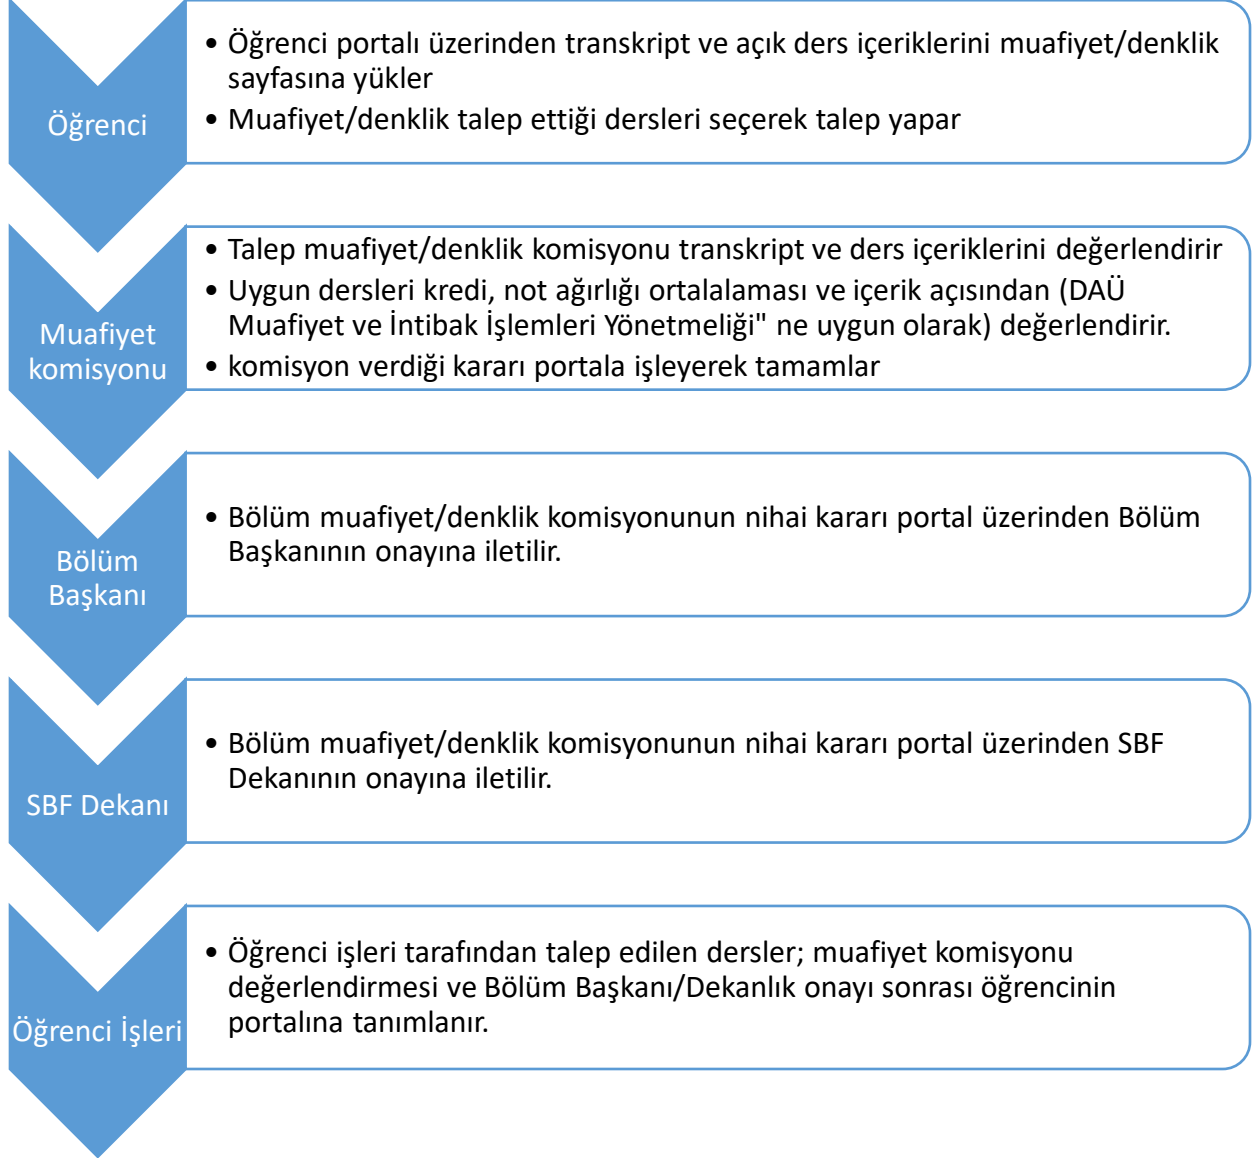 Öğrenci
• Öğrenci portalı üzerinden transkript ve açık ders içeriklerini muafiyet/denklik
sayfasına yükler
• Muafiyet/denklik talep ettiği dersleri seçerek talep yapar
Muafiyet
komisyonu
• Talep muafiyet/denklik komisyonu transkript ve ders içeriklerini değerlendirir
• Uygun dersleri kredi, not ağırlığı ortalalaması ve içerik açısından (DAÜ
Muafiyet ve İntibak İşlemleri Yönetmeliği" ne uygun olarak) değerlendirir.
• komisyon verdiği kararı portala işleyerek tamamlar
Bölüm
Başkanı
• Bölüm muafiyet/denklik komisyonunun nihai kararı portal üzerinden Bölüm
Başkanının onayına iletilir.
SBF Dekanı
• Bölüm muafiyet/denklik komisyonunun nihai kararı portal üzerinden SBF
Dekanının onayına iletilir.
Öğrenci İşleri
• Öğrenci işleri tarafından talep edilen dersler; muafiyet komisyonu
değerlendirmesi ve Bölüm Başkanı/Dekanlık onayı sonrası öğrencinin
portalına tanımlanır.